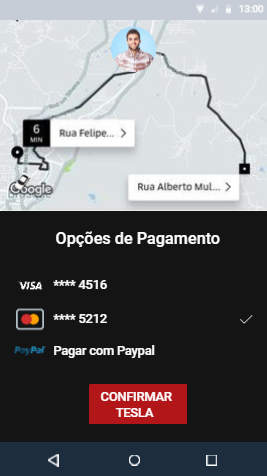 13:00
6
MIN
Rua Felipe...
Google
Rua Alberto Mul...
Opções de Pagamento
VISA **** 4516
**** 5212
PayPal Pagar com Paypal
CONFIRMAR
TESLA